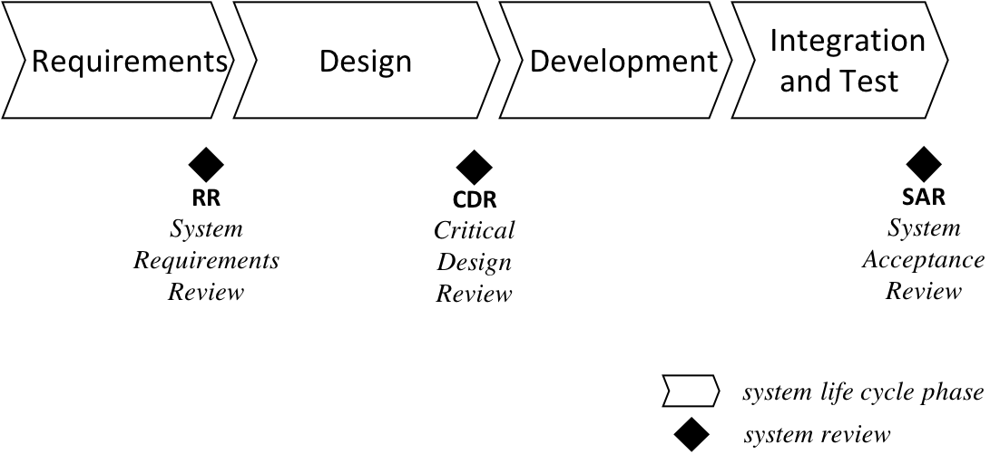 Requirements
Design
Development
Integration
and Test
RR
System
Requirements
Review
CDR
Critical
Design
Review
SAR
System
Acceptance
Review
system life cycle phase
system review